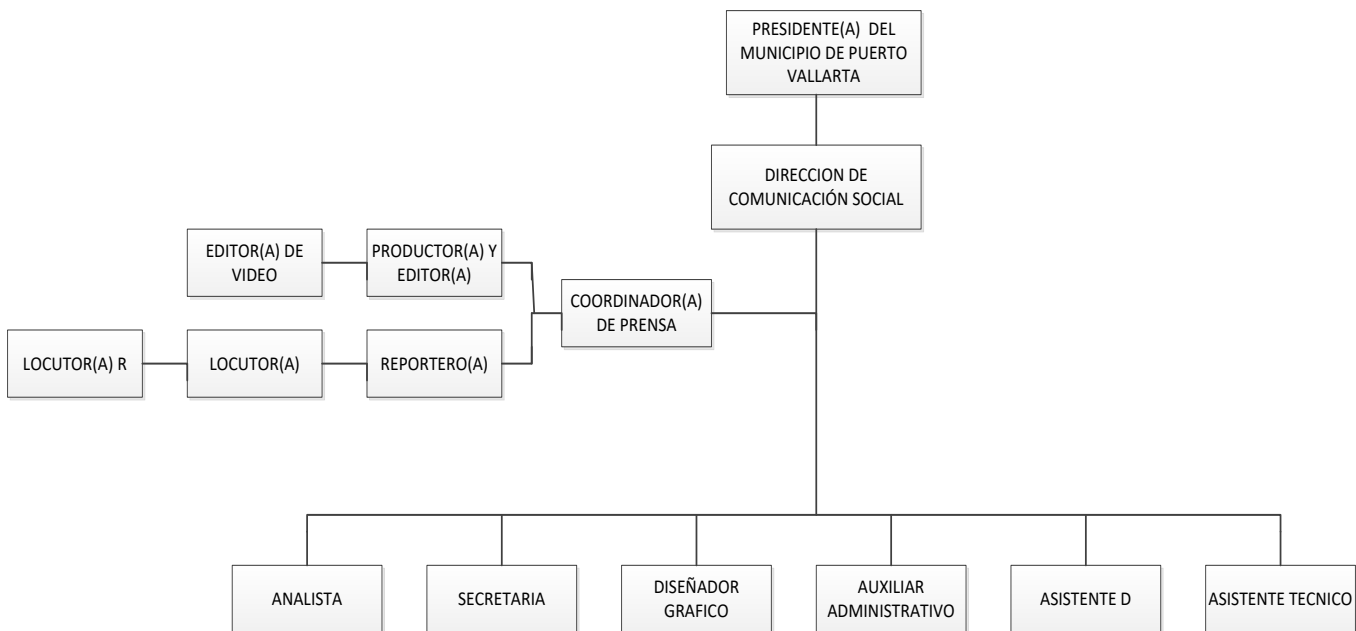 PRESIDENTE(A) DEL
MUNICIPIO DE PUERTO
VALLARTA
DIRECCION DE
COMUNICACIÓN SOCIAL
EDITOR(A) DE
VIDEO
PRODUCTOR(A) Y
EDITOR(A)
COORDINADOR(A)
DE PRENSA
LOCUTOR(A) R
LOCUTOR(A)
REPORTERO(A)
ANALISTA
SECRETARIA
DISEÑADOR
GRAFICO
AUXILIAR
ADMINISTRATIVO
ASISTENTE D
ASISTENTE TECNICO